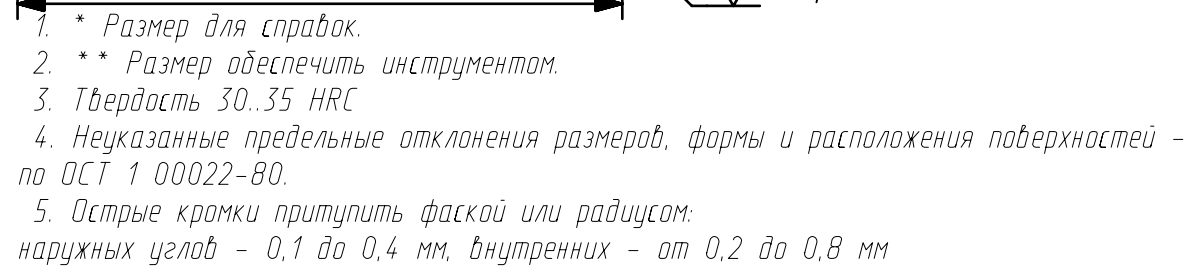 1. * Размер для справок.
2. ** Размер обеспечить инструментом.
3. Твердость 30..35 HRC
4. Неуказанные предельные отклонения размеров, формы и расположения поверхностей –
по ОСТ 1 00022-80.
5. Острые кромки притупить фаской или радиусом:
наружных углов – 0,1 до 0,4 мм, внутренних – от 0,2 до 0,8 мм